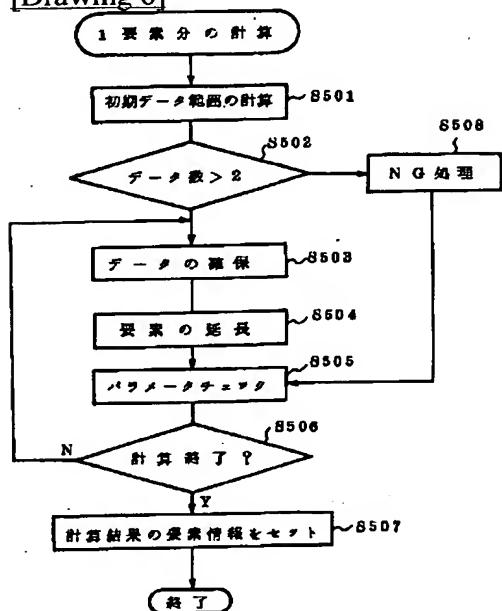 [Drawing 6]
1要素分の計算
初期データ範囲の計算
S501
S502
データ数>2
S508
NG処理
データの確保
S503
要素の延長
S504
パラメータチェック
S505
S506
計算終了?
N
Y
計算結果の要素情報をセット
S507
終了